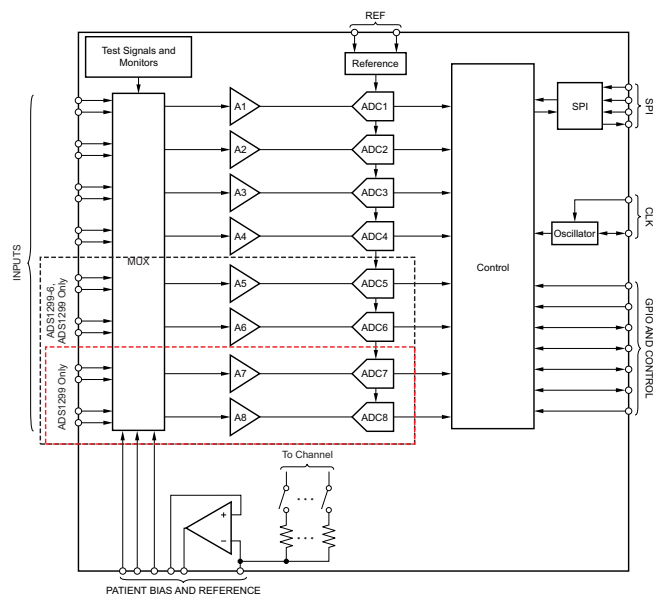 REF
Test Signals and
Monitors
Reference
A1
ADC1
A2
ADC2
A3
ADC3
A4
ADC4
MUX
A5
ADC5
A6
ADC6
A7
ADC7
A8
ADC8
Control
SPI
SPI
Oscillator
CLK
GPIO AND CONTROL
INPUTS
ADS1299-6,
ADS1299 Only
ADS1299 Only
To Channel
+
−
PATIENT BIAS AND REFERENCE